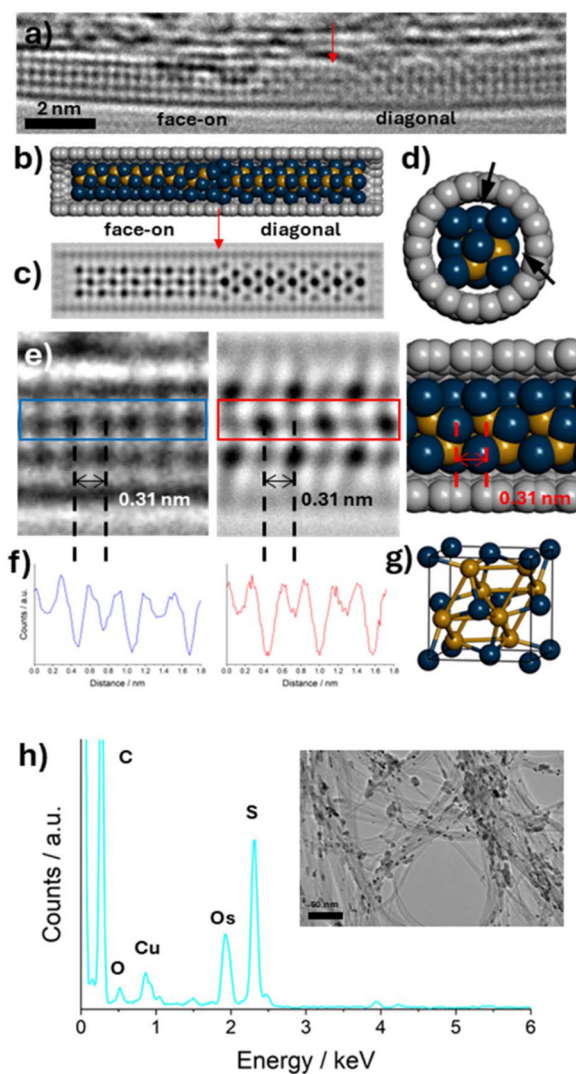 a)
2 nm
face-on
diagonal
b)
d)
face-on
diagonal
c)
e)
0.31 nm
0.31 nm
0.31 nm
f)
g)
Counts / a.u.
0.0 0.2 0.4 0.6 0.8 1.0 1.2 1.4 1.6 1.8
0.0 0.2 0.4 0.6 0.8 1.0 1.2 1.4 1.6 1.8
Distance / nm
Distance / nm
h)
C
S
Os
Cu
O
50 nm
Counts / a.u.
0 1 2 3 4 5 6
Energy / keV